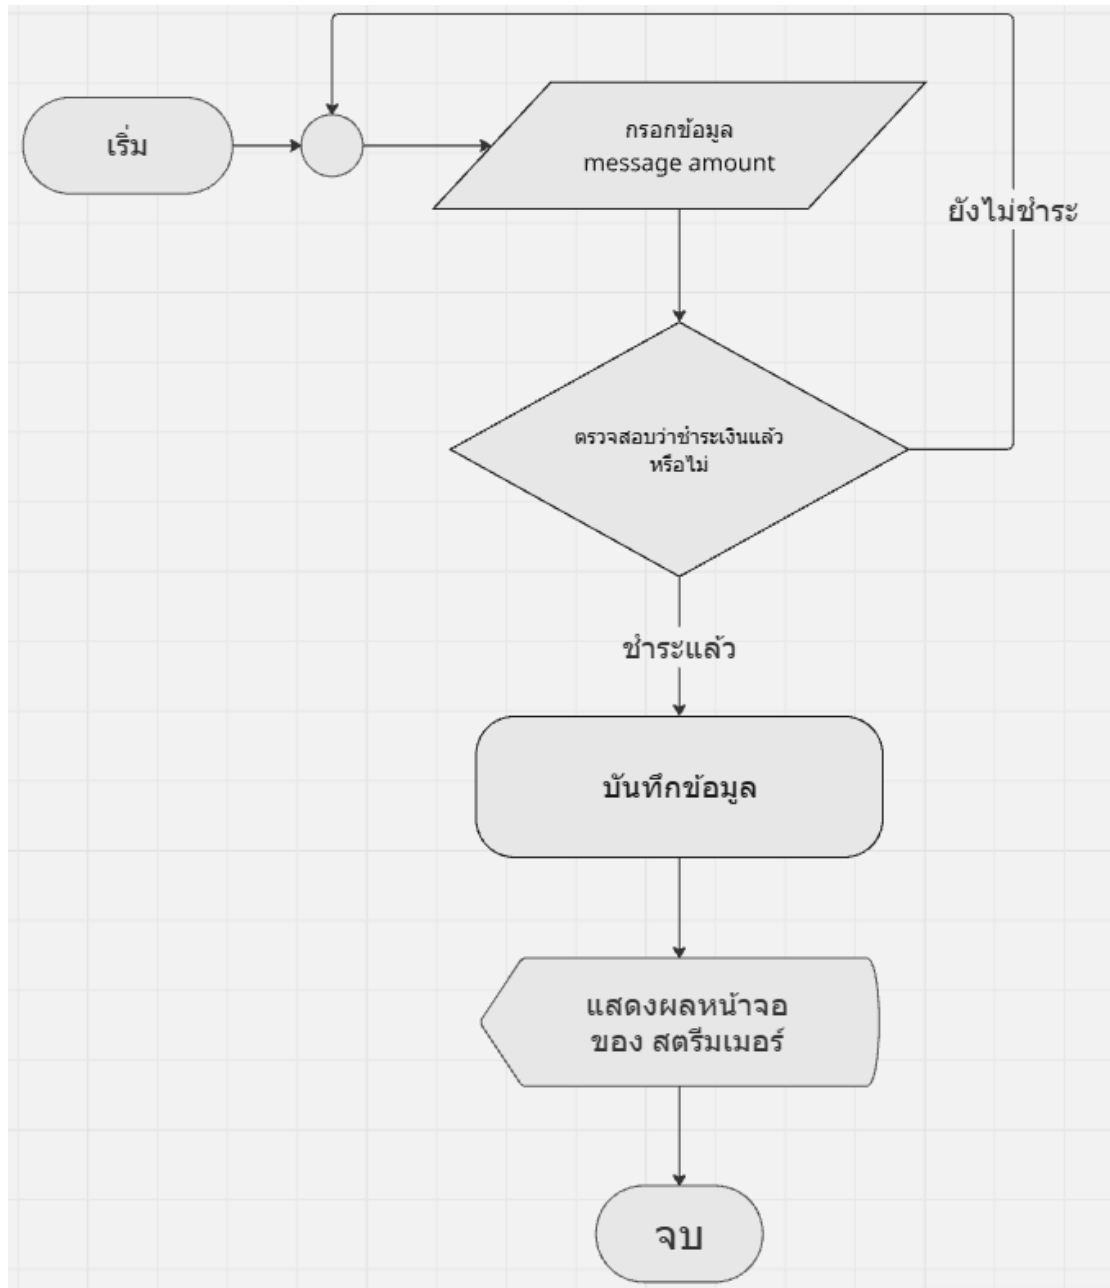 เริ่ม
กรอกข้อมูล
message amount
ยังไม่ชำระ
ตรวจสอบว่าชำระเงินแล้ว
หรือไม่
ชำระแล้ว
บันทึกข้อมูล
แสดงผลหน้าจอ
ของ สตรีมเมอร์
จบ